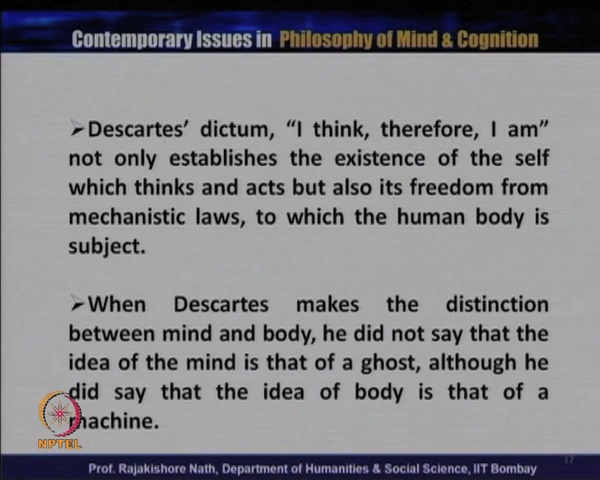 Contemporary Issues in Philosophy of Mind & Cognition
➢Descartes’ dictum, “I think, therefore, I am”
not only establishes the existence of the self
which thinks and acts but also its freedom from
mechanistic laws, to which the human body is
subject.
➢When Descartes makes the distinction
between mind and body, he did not say that the
idea of the mind is that of a ghost, although he
did say that the idea of body is that of a
machine.
NPTEL
17
Prof. Rajakishore Nath, Department of Humanities & Social Science, IIT Bombay